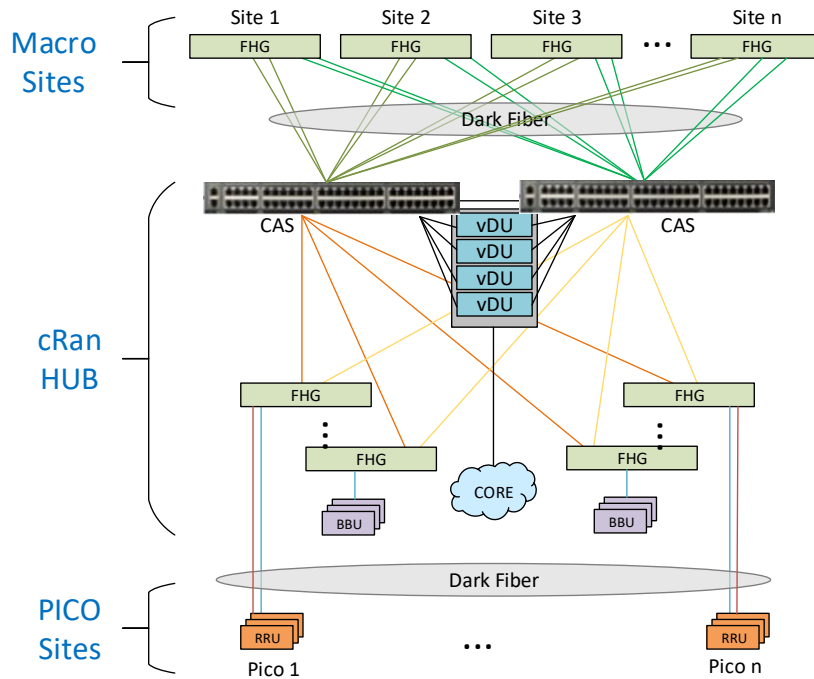 Site 1
Site 2
Site 3
Site n
Macro
Sites
FHG
FHG
FHG
...
FHG
Dark Fiber
CAS
CAS
vDU
vDU
vDU
vDU
cRan
HUB
FHG
FHG
...
...
FHG
FHG
CORE
BBU
BBU
Dark Fiber
PICO
Sites
RRU
RRU
...
Pico 1
Pico n